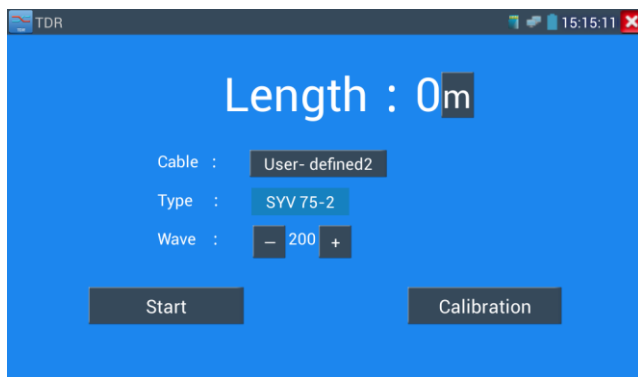 TDR 15:15:11
Length : 0m
Cable : User- defined2
Type : SYV 75-2
Wave : – 200 +
Start Calibration